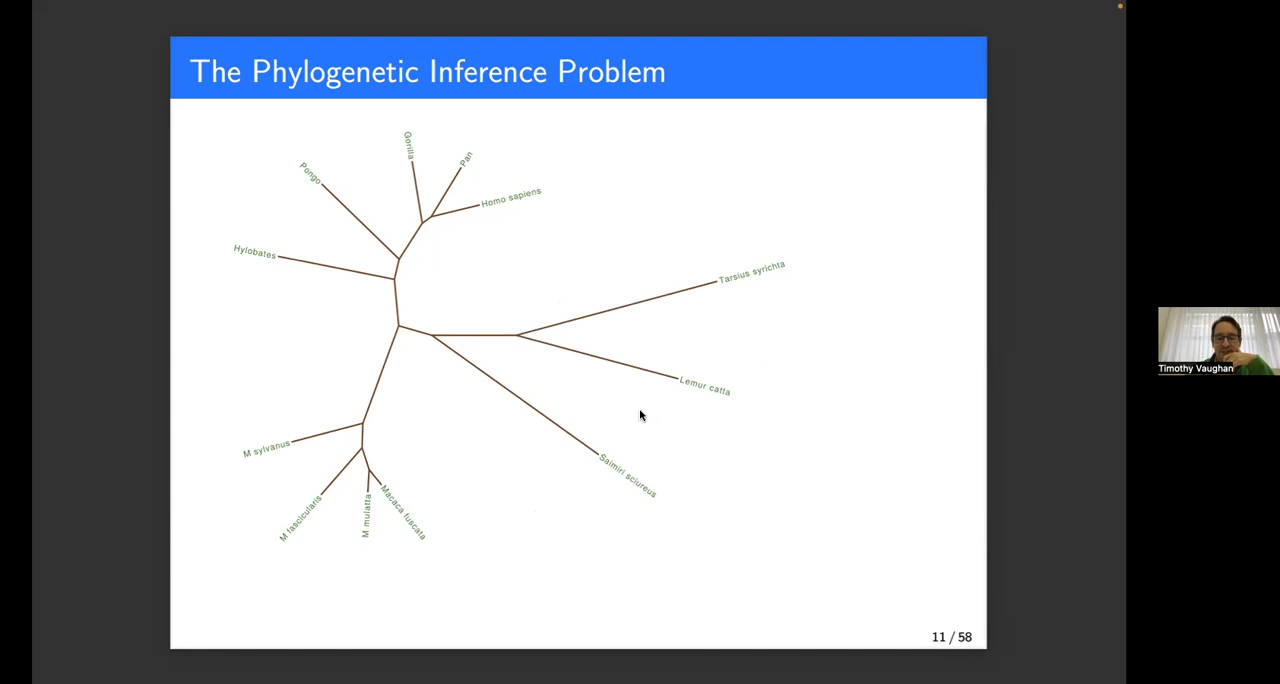 The Phylogenetic Inference Problem
Gorilla
Pan
Pongo
Homo sapiens
Hylobates
Tarsius syrichta
Lemur catta
M sylvanus
Saimiri sciureus
M fascicularis
M mulatta
Macaca fuscata
11 / 58
Timothy Vaughan